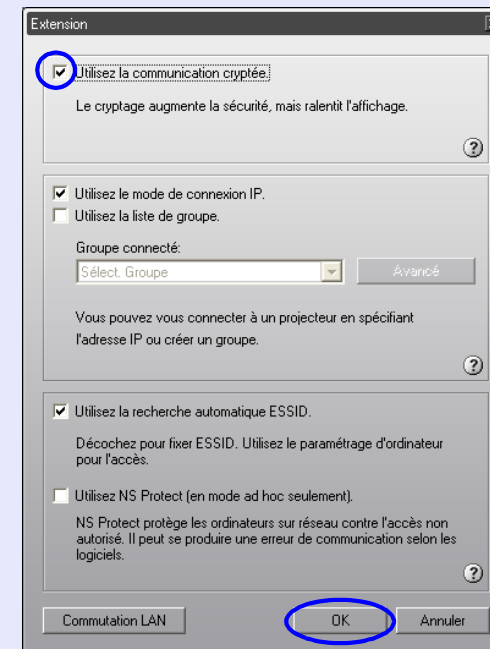 Extension
Utilisez la communication cryptée.
Le cryptage augmente la sécurité, mais ralentit l'affichage.
?
Utilisez le mode de connexion IP.
Utilisez la liste de groupe.
Groupe connecté:
Sélect. Groupe Avancé
Vous pouvez vous connecter à un projecteur en spécifiant
l'adresse IP ou créer un groupe.
?
Utilisez la recherche automatique ESSID.
Décochez pour fixer ESSID. Utilisez le paramétrage d'ordinateur
pour l'accès.
Utilisez NS Protect (en mode ad hoc seulement).
NS Protect protège les ordinateurs sur réseau contre l'accès non
autorisé. Il peut se produire une erreur de communication selon les
logiciels.
?
Commutation LAN OK Annuler